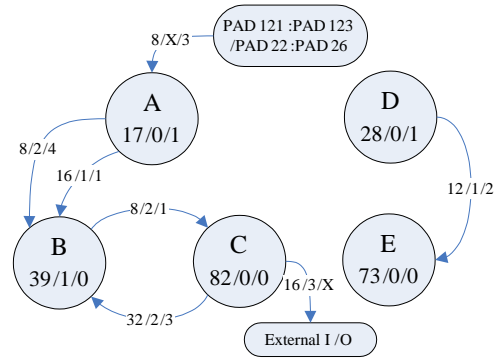 PAD 121 :PAD 123
/PAD 22 :PAD 26
8/X/3
A
17/0/1
D
28/0/1
8/2/4
16/1/1
12/1/2
8/2/1
B
39/1/0
C
82/0/0
E
73/0/0
16/3/X
32/2/3
External I/O